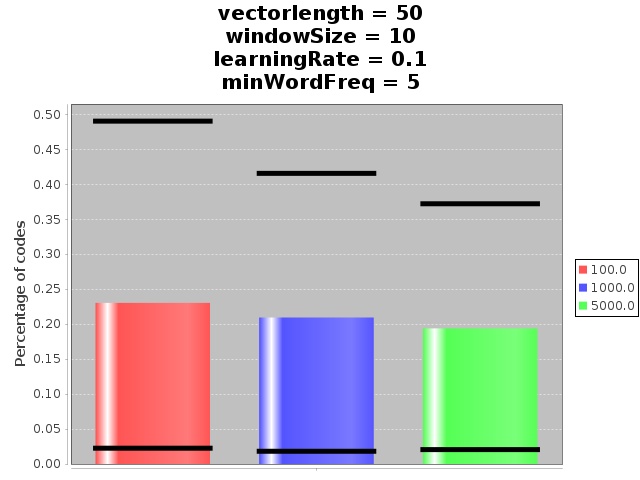 vectorlength = 50
windowSize = 10
learningRate = 0.1
minWordFreq = 5
0.50
0.45
0.40
0.35
0.30
0.25
0.20
0.15
0.10
0.05
0.00
Percentage of codes
100.0
1000.0
5000.0